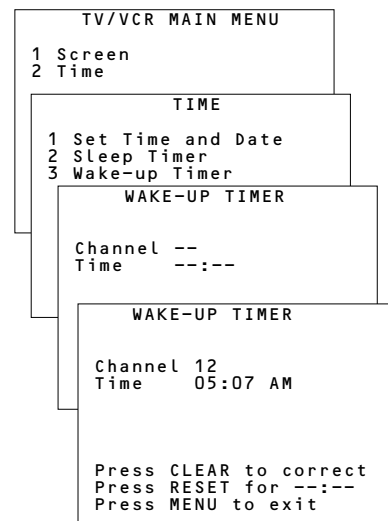 TV/VCR MAIN MENU
1 Screen
2 Time
TIME
1 Set Time and Date
2 Sleep Timer
3 Wake-up Timer
WAKE-UP TIMER
Channel --
Time --:--
WAKE-UP TIMER
Channel 12
Time 05:07 AM
Press CLEAR to correct
Press RESET for --:--
Press MENU to exit